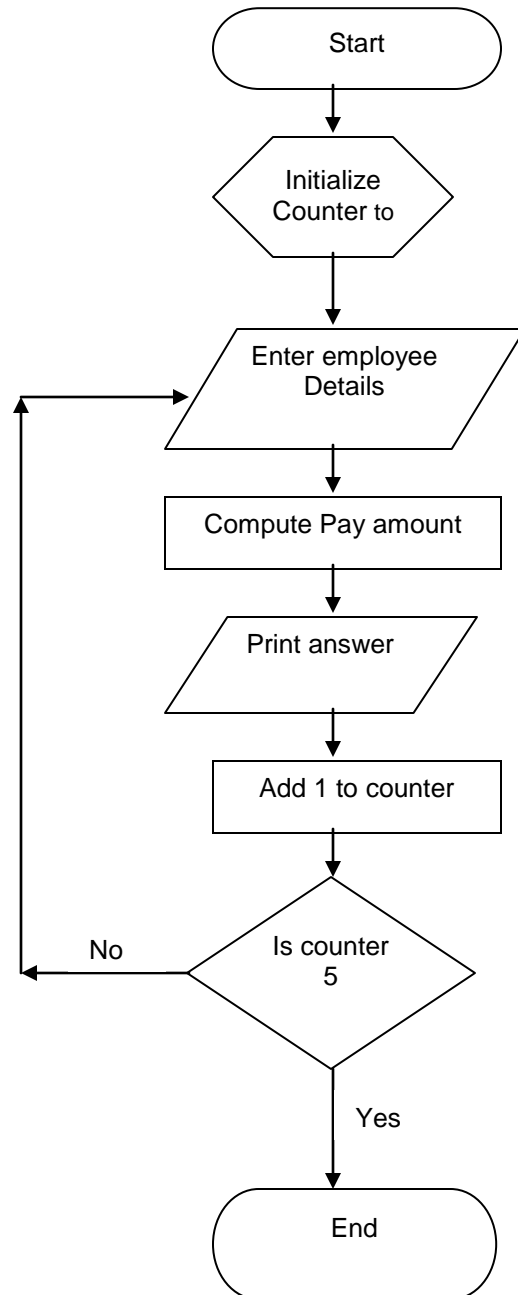 Start
Initialize
Counter to
Enter employee
Details
Compute Pay amount
Print answer
Add 1 to counter
Is counter
5
No
Yes
End